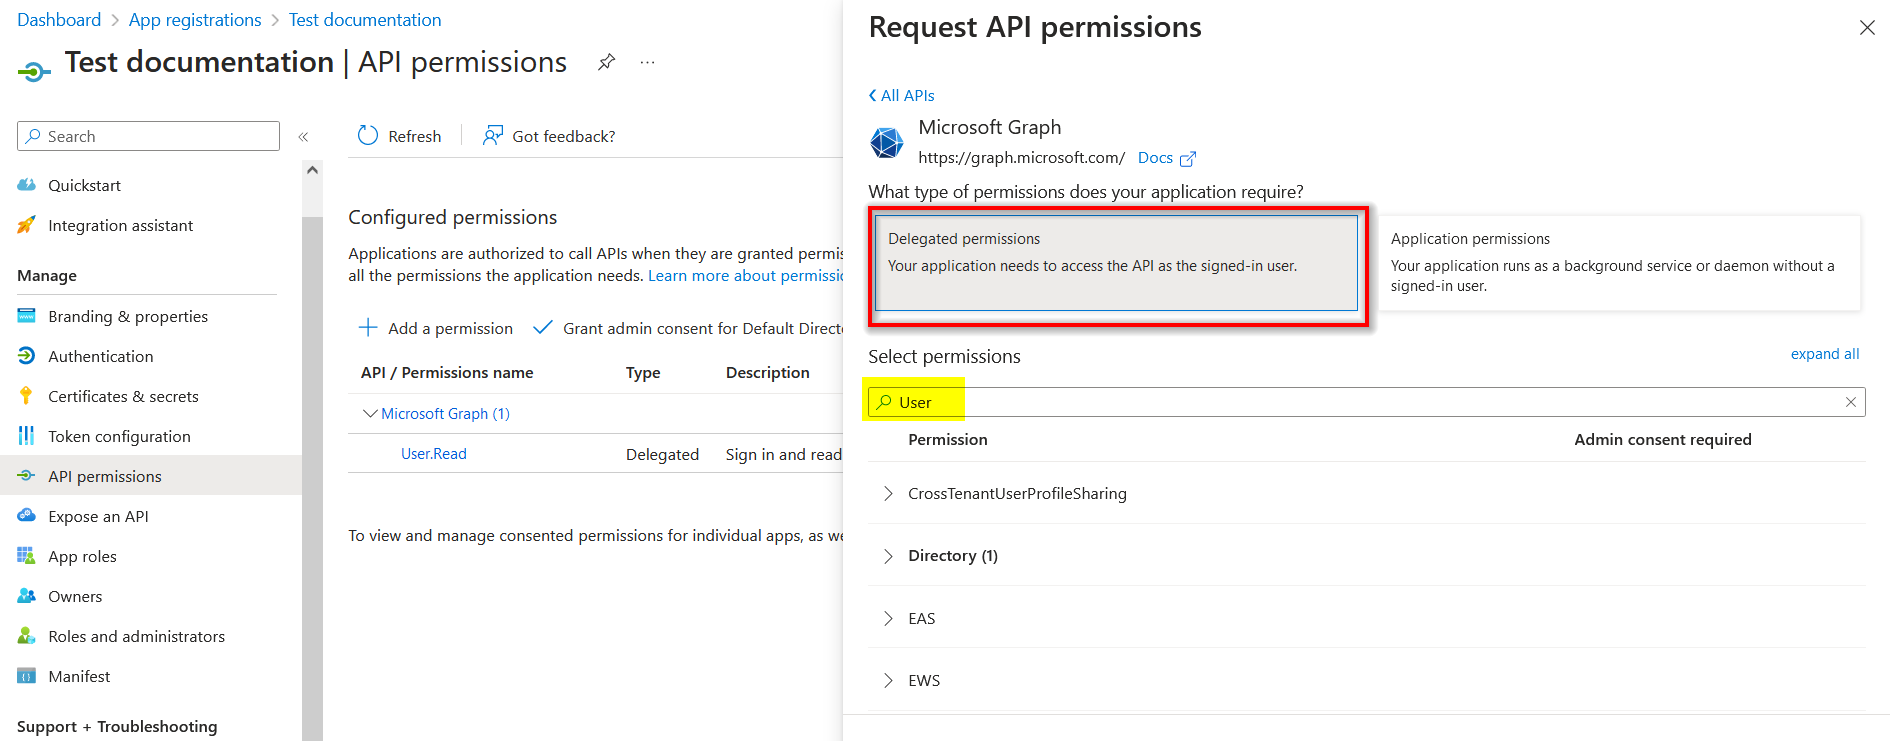 Dashboard > App registrations > Test documentation
Test documentation | API permissions
Search
Quickstart
Integration assistant
Manage
Branding & properties
Authentication
Certificates & secrets
Token configuration
API permissions
Expose an API
App roles
Owners
Roles and administrators
Manifest
Support + Troubleshooting
Refresh
Got feedback?
Configured permissions
Applications are authorized to call APIs when they are granted permis
all the permissions the application needs. Learn more about permissio
Add a permission
Grant admin consent for Default Directo
API / Permissions name Type Description
Microsoft Graph (1)
User.Read Delegated Sign in and read
To view and manage consented permissions for individual apps, as we
Request API permissions
All APIs
Microsoft Graph
https://graph.microsoft.com/ Docs
What type of permissions does your application require?
Delegated permissions
Your application needs to access the API as the signed-in user.
Application permissions
Your application runs as a background service or daemon without a
signed-in user.
Select permissions
expand all
User
Permission Admin consent required
CrossTenantUserProfileSharing
Directory (1)
EAS
EWS